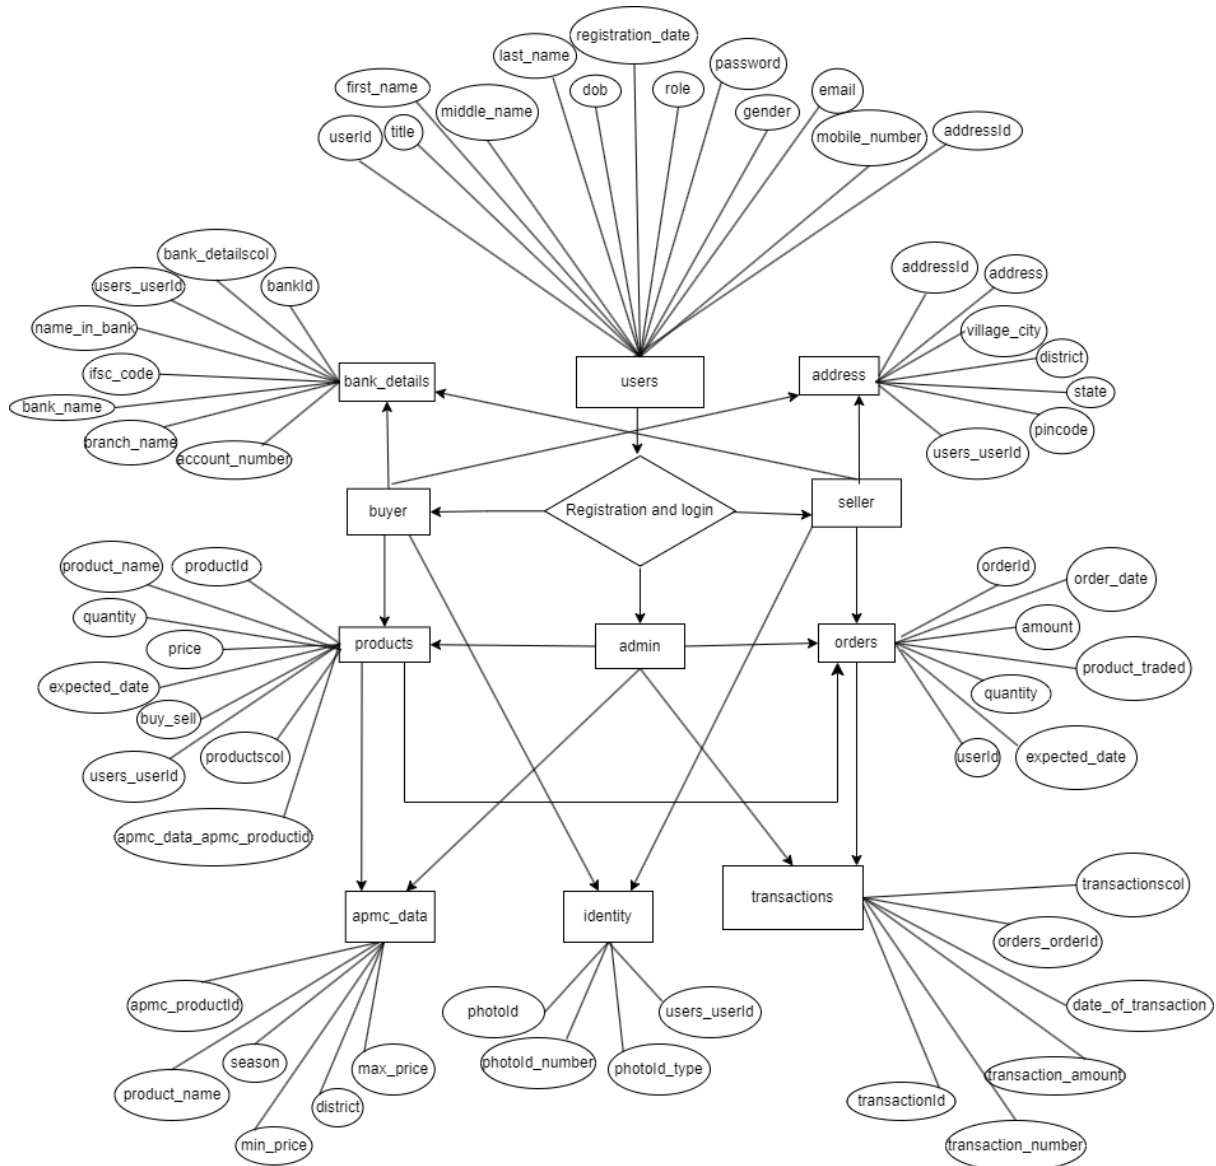 registration_date
last_name
password
first_name
dob
role
email
middle_name
gender
userId
title
mobile_number
addressId
bank_detailscol
users_userId
bankId
name_in_bank
ifsc_code
bank_name
branch_name
account_number
bank_details
users
address
addressId
address
village_city
district
state
pincode
users_userId
buyer
Registration and login
seller
product_name
productId
quantity
price
expected_date
buy_sell
users_userId
productscol
apmc_data_apmc_productid
products
admin
orders
orderId
order_date
amount
product_traded
quantity
userId
expected_date
apmc_data
identity
transactions
apmc_productId
season
max_price
product_name
district
min_price
photoId
users_userId
photoId_number
photoId_type
transactionscol
orders_orderId
date_of_transaction
transaction_amount
transactionId
transaction_number